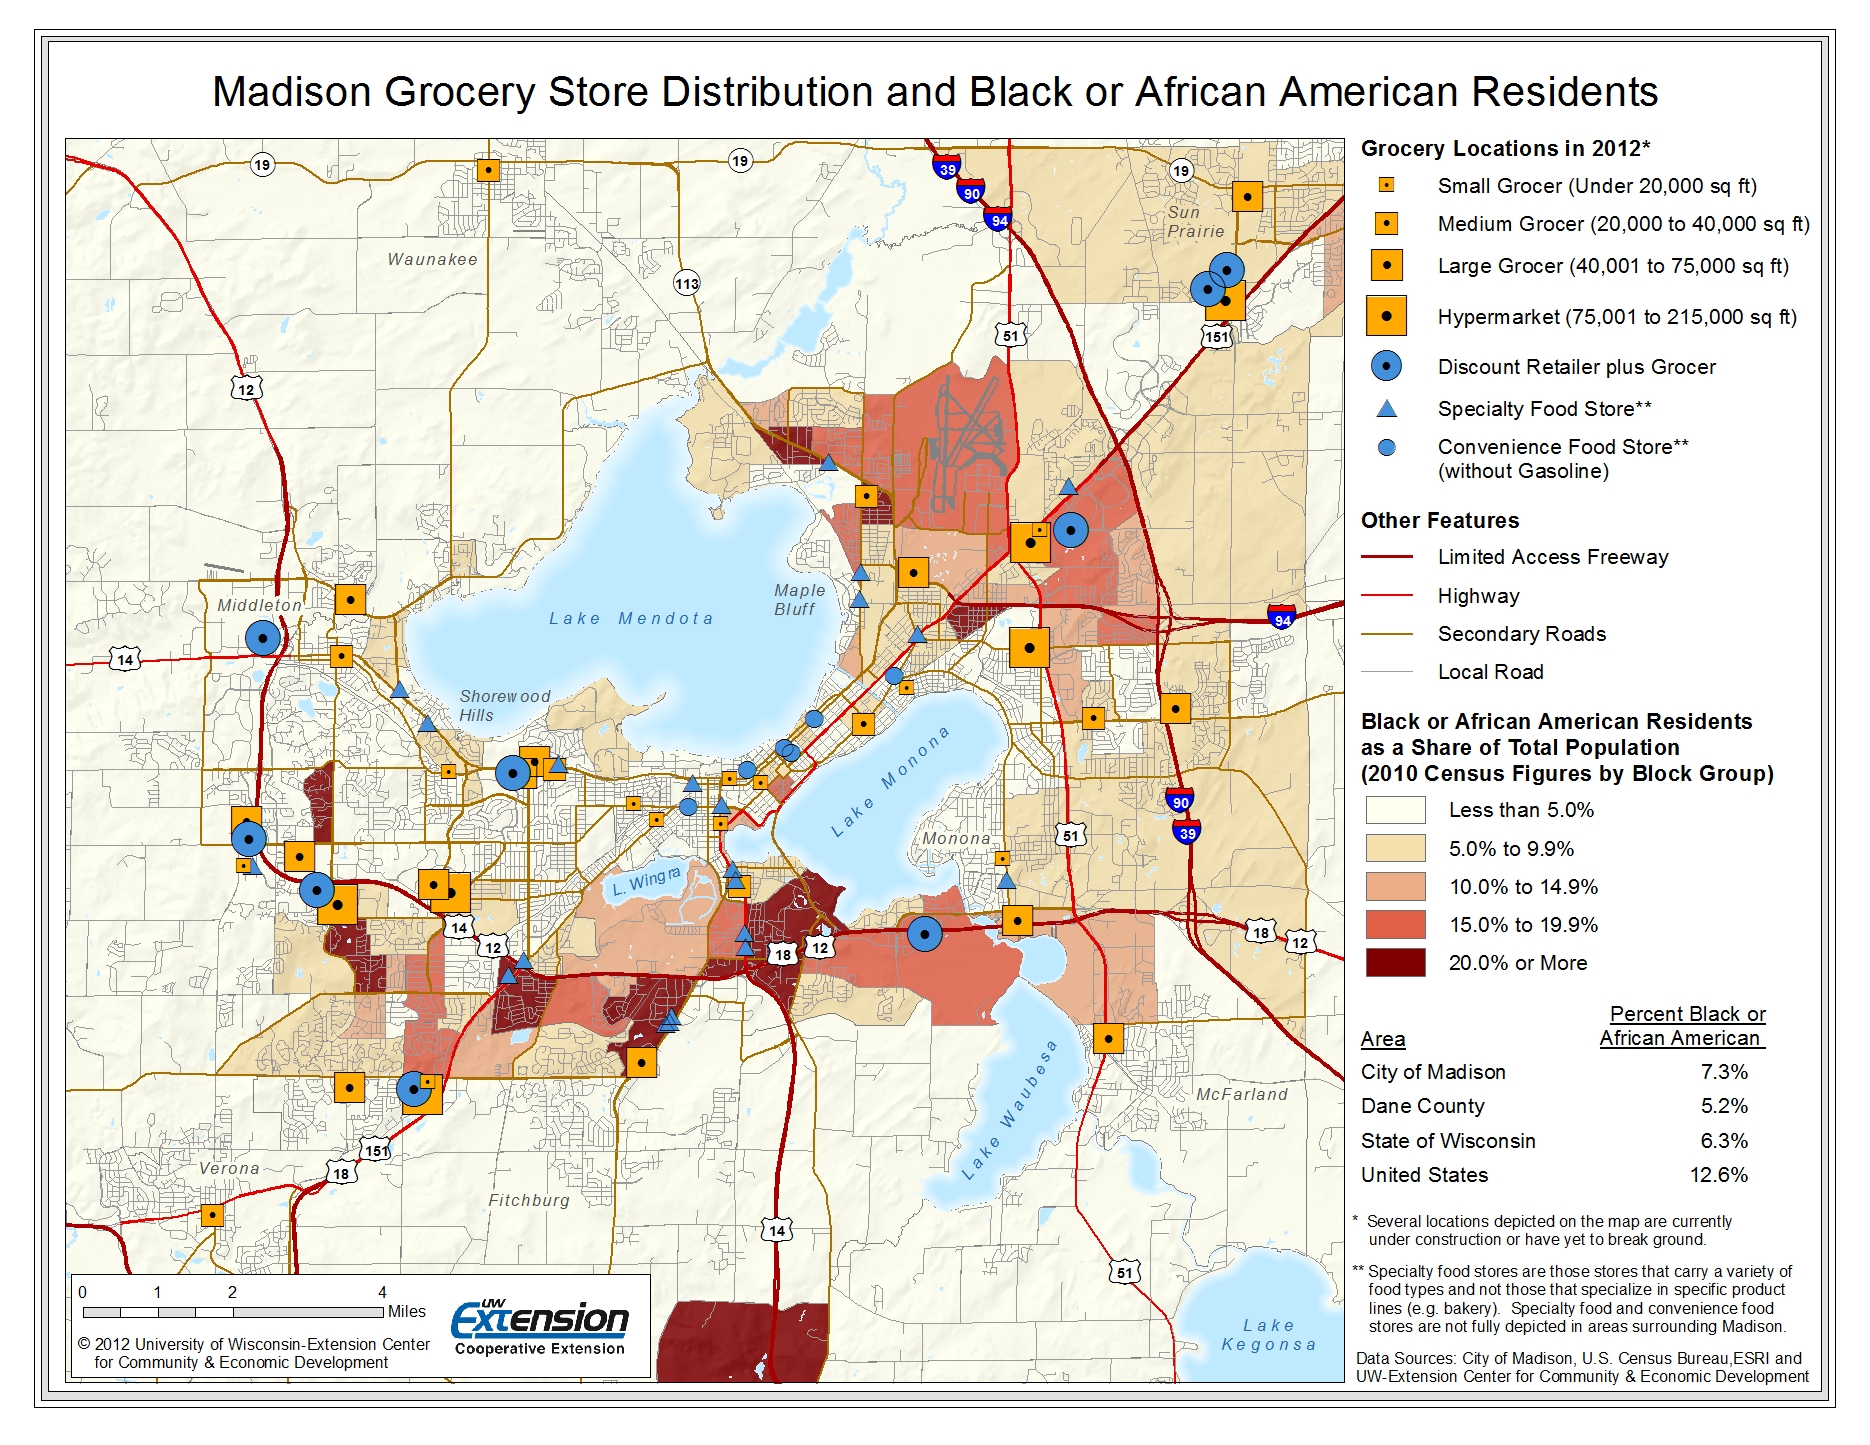 Madison Grocery Store Distribution and Black or African American Residents
19
19
39
90
94
19
Sun
Prairie
Waunakee
113
51
151
12
Middleton
Lake Mendota
Maple
Bluff
94
14
Shorewood
Hills
Lake Monona
90
39
51
Monona
L. Wingra
14
12
18
12
18
12
Lake Waubesa
McFarland
151
18
Verona
Fitchburg
14
51
Lake
Kegonsa
0 1 2 4
Miles
UW
Extension
Cooperative Extension
© 2012 University of Wisconsin-Extension Center
for Community & Economic Development
Grocery Locations in 2012*
Small Grocer (Under 20,000 sq ft)
Medium Grocer (20,000 to 40,000 sq ft)
Large Grocer (40,001 to 75,000 sq ft)
Hypermarket (75,001 to 215,000 sq ft)
Discount Retailer plus Grocer
Specialty Food Store**
Convenience Food Store**
(without Gasoline)
Other Features
Limited Access Freeway
Highway
Secondary Roads
Local Road
Black or African American Residents
as a Share of Total Population
(2010 Census Figures by Block Group)
Less than 5.0%
5.0% to 9.9%
10.0% to 14.9%
15.0% to 19.9%
20.0% or More
Percent Black or
Area African American
City of Madison 7.3%
Dane County 5.2%
State of Wisconsin 6.3%
United States 12.6%
* Several locations depicted on the map are currently
under construction or have yet to break ground.
** Specialty food stores are those stores that carry a variety of
food types and not those that specialize in specific product
lines (e.g. bakery). Specialty food and convenience food
stores are not fully depicted in areas surrounding Madison.
Data Sources: City of Madison, U.S. Census Bureau,ESRI and
UW-Extension Center for Community & Economic Development